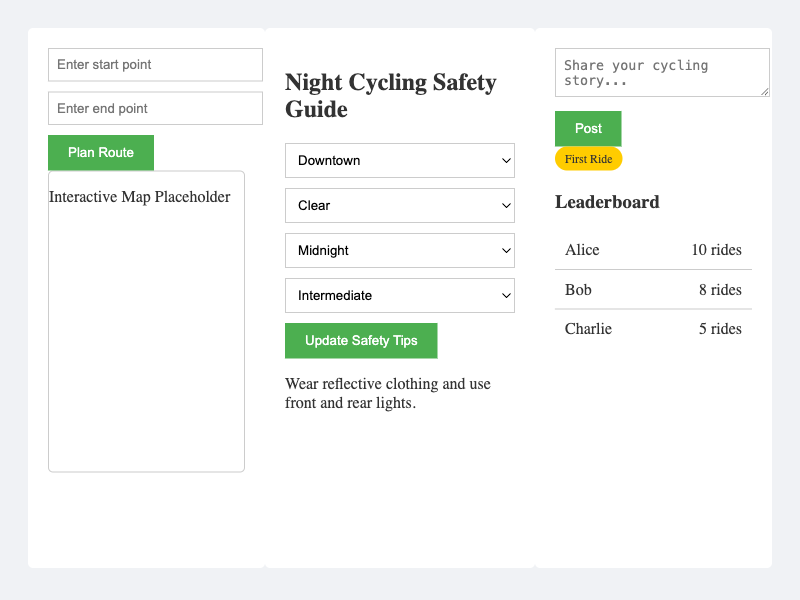 Enter start point
Enter end point
Plan Route
Interactive Map Placeholder
Night Cycling Safety
Guide
Downtown
Clear
Midnight
Intermediate
Update Safety Tips
Wear reflective clothing and use
front and rear lights.
Share your cycling
story...
Post
First Ride
Leaderboard
Alice 10 rides
Bob 8 rides
Charlie 5 rides